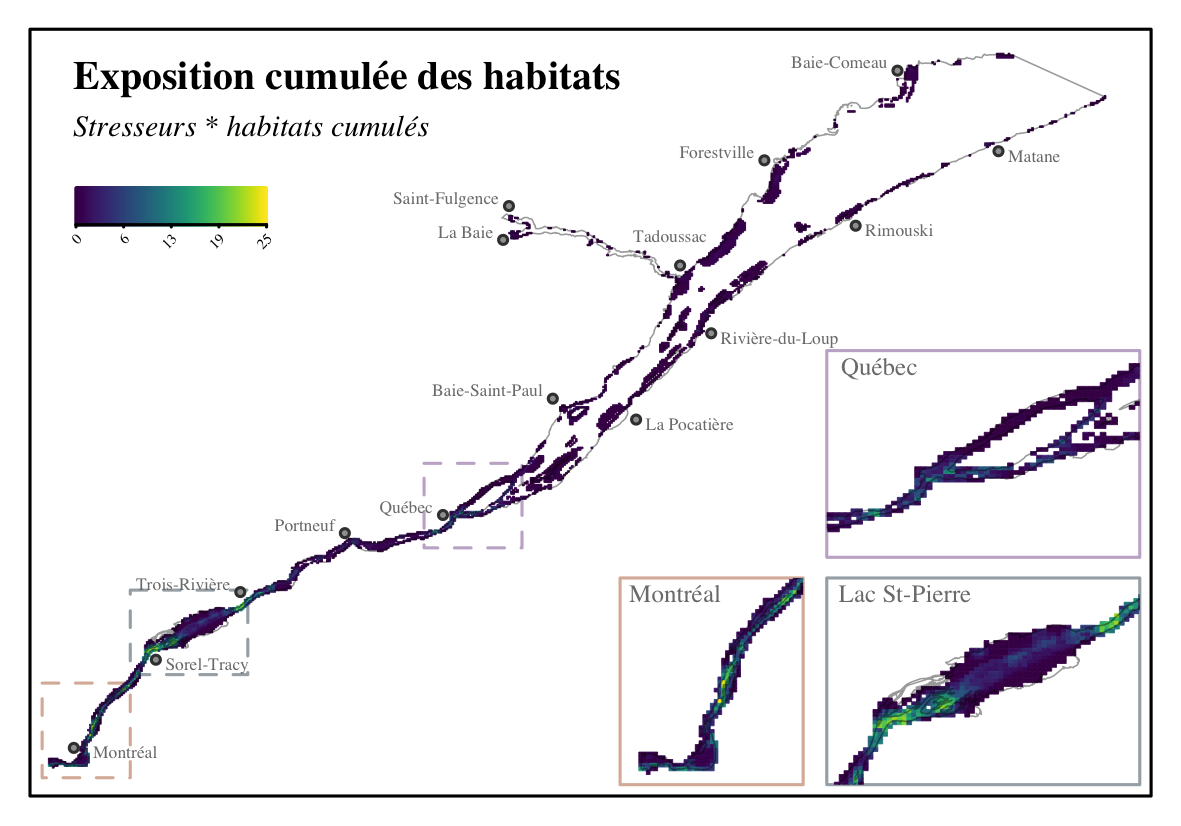 Exposition cumulée des habitats
Stresseurs * habitats cumulés
0 6 13 19 25
Baie-Comeau
Matane
Forestville
Saint-Fulgence
La Baie
Tadoussac
Rimouski
Rivière-du-Loup
Baie-Saint-Paul
La Pocatière
Québec
Portneuf
Trois-Rivière
Sorel-Tracy
Montréal
Québec
Montréal
Lac St-Pierre